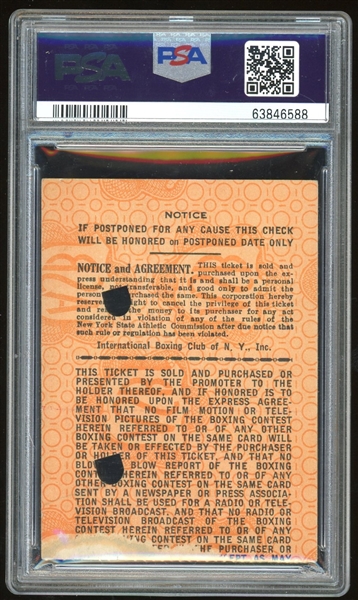 PSA
PSA
63846588
NOTICE
IF POSTPONED FOR ANY CAUSE THIS CHECK
WILL BE HONORED on POSTPONED DATE ONLY
NOTICE and AGREEMENT. THIS ticket is sold and
purchased upon the ex-
press understanding that it is and shall be a personal
license, transferable, and good only to admit the
person purchased the same. This corporation hereby
reserves right to cancel the privilege of this ticket
and the money to its purchaser for any act
considered in violation of any of the rules of the
New York State Athletic Commission after due notice that
such rule or regulation has been violated.
International Boxing Club of N. Y., Inc.
THIS TICKET IS SOLD AND PURCHASED OR
PRESENTED BY THE PROMOTER TO THE
HOLDER THEREOF, AND IF HONORED IS TO
BE HONORED UPON THE EXPRESS AGREE-
MENT THAT NO FILM MOTION OR TELE-
VISION PICTURES OF THE BOXING CONTEST
HEREIN REFERRED TO OR OF ANY OTHER
BOXING CONTEST ON THE SAME CARD WILL
BE TAKEN OR EFFECTED BY THE PURCHASER
OR HOLDER OF THIS TICKET, AND THAT NO
BLOW BLOW REPORT OF THE BOXING
CONTEST HEREIN REFERRED TO OR OF ANY
OTHER BOXING CONTEST ON THE SAME CARD
SENT BY A NEWSPAPER OR PRESS ASSOCIA-
TION SHALL BE USED FOR A RADIO OR TELE-
VISION BROADCAST. AND THAT NO RADIO OR
TELEVISION BROADCAST OF THE BOXING
CONTEST HEREIN REFERRED TO OR OF ANY
OTHER BOXING CONTEST ON THE SAME CARD
PURCHASER OR
EPT AS MAY